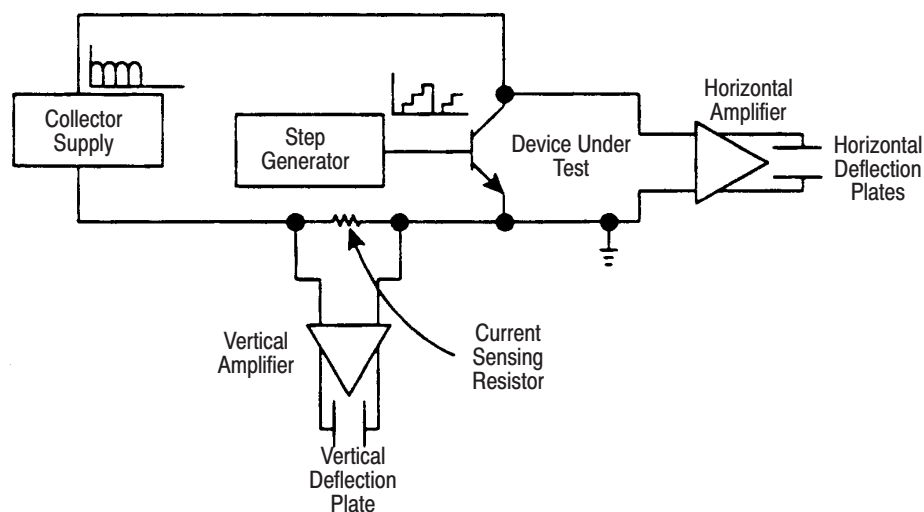 Collector
Supply
Step
Generator
Device Under
Test
Horizontal
Amplifier
Horizontal
Deflection
Plates
Vertical
Amplifier
Current
Sensing
Resistor
Vertical
Deflection
Plate